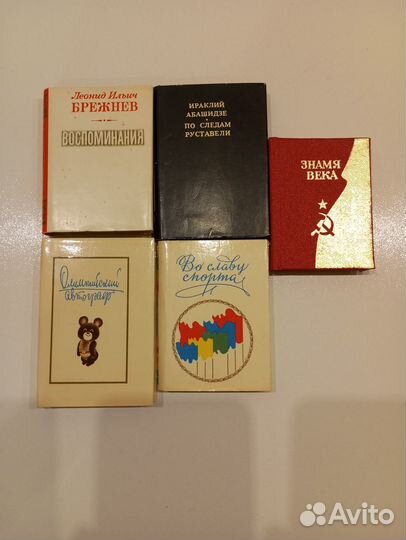 Леонид Ильич
БРЕЖНЕВ
ВОСПОМИНАНИЯ
ИРАКЛИЙ
АБАШИДЗЕ
ПО СЛЕДАМ
РУСТАВЕЛИ
ЗНАМЯ
ВЕКА
Олимпийский
автограф
Во славу
спорта
Avito